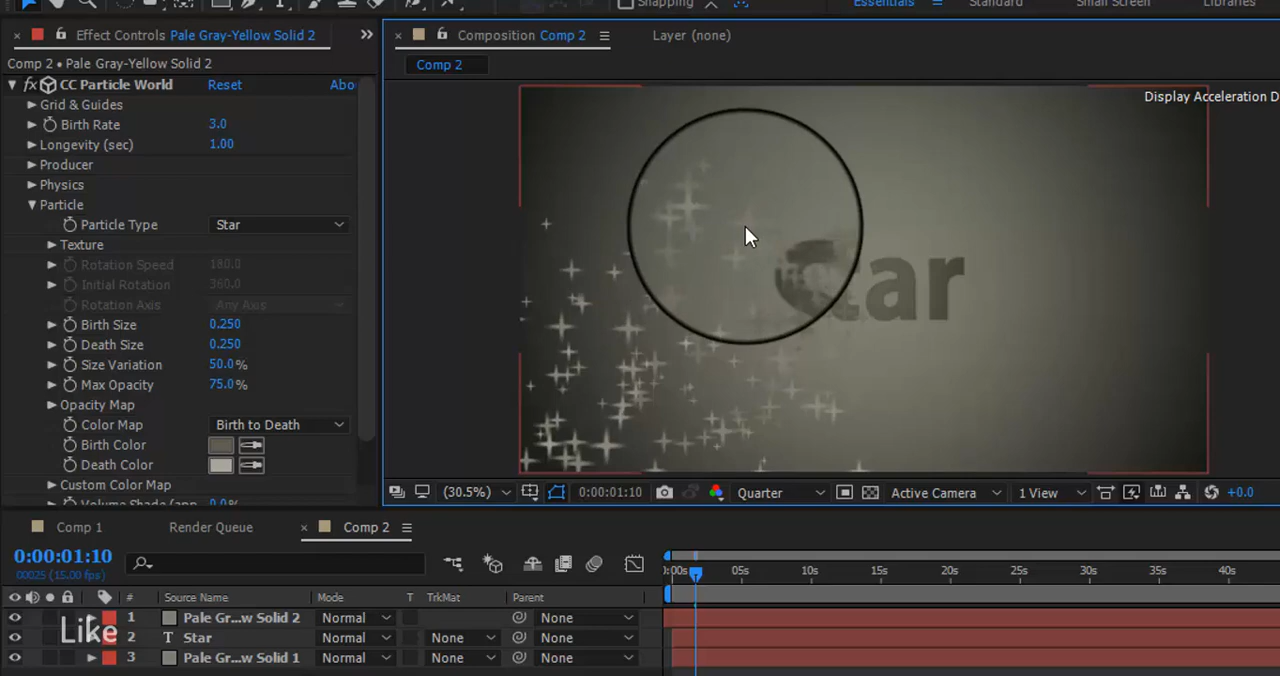 Snapping Essentials Standard Small Screen Libraries
Effect Controls Pale Gray-Yellow Solid 2
Composition Comp 2 Layer (none)
Comp 2 • Pale Gray-Yellow Solid 2
Comp 2
fx CC Particle World Reset Abo
Display Acceleration D
Grid & Guides
Birth Rate 3.0
Longevity (sec) 1.00
Producer
Physics
Particle
Particle Type Star
Texture
Rotation Speed 180.0
Initial Rotation 360.0
Rotation Axis Any Axis
Birth Size 0.250
Death Size 0.250
Size Variation 50.0%
Max Opacity 75.0%
Opacity Map
Color Map Birth to Death
Birth Color
Death Color
Custom Color Map
Volume Shade (app 0.0%
Star
(30.5%) 0:00:01:10 Quarter Active Camera 1 View +0.0
Comp 1 Render Queue Comp 2
0:00:01:10
00025 (15.00 fps)
:00s 05s 10s 15s 20s 25s 30s 35s 40s
# Source Name Mode T TrkMat Parent
1 Pale Gr...w Solid 2 Normal None
2 T Star Normal None None
3 Pale Gr...w Solid 1 Normal None None
Like